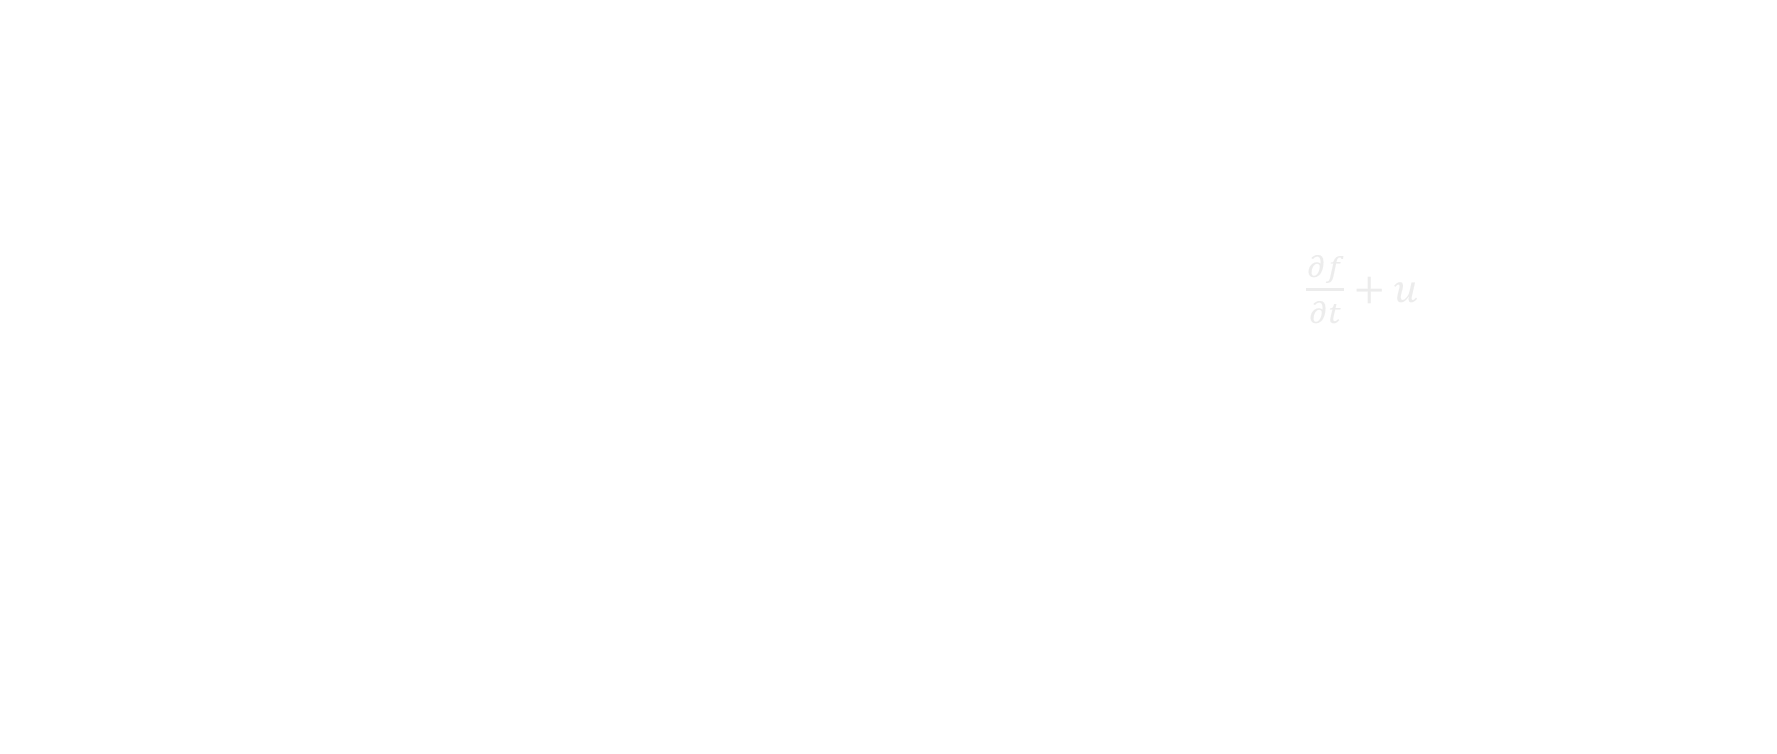 ∂f/∂t + u